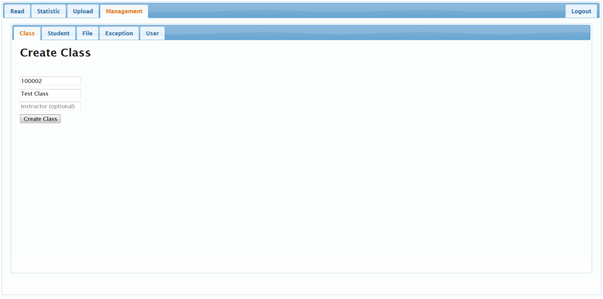 Read Statistic Upload Management Logout
Class Student File Exception User
Create Class
100002
Test Class
instructor (optional)
Create Class